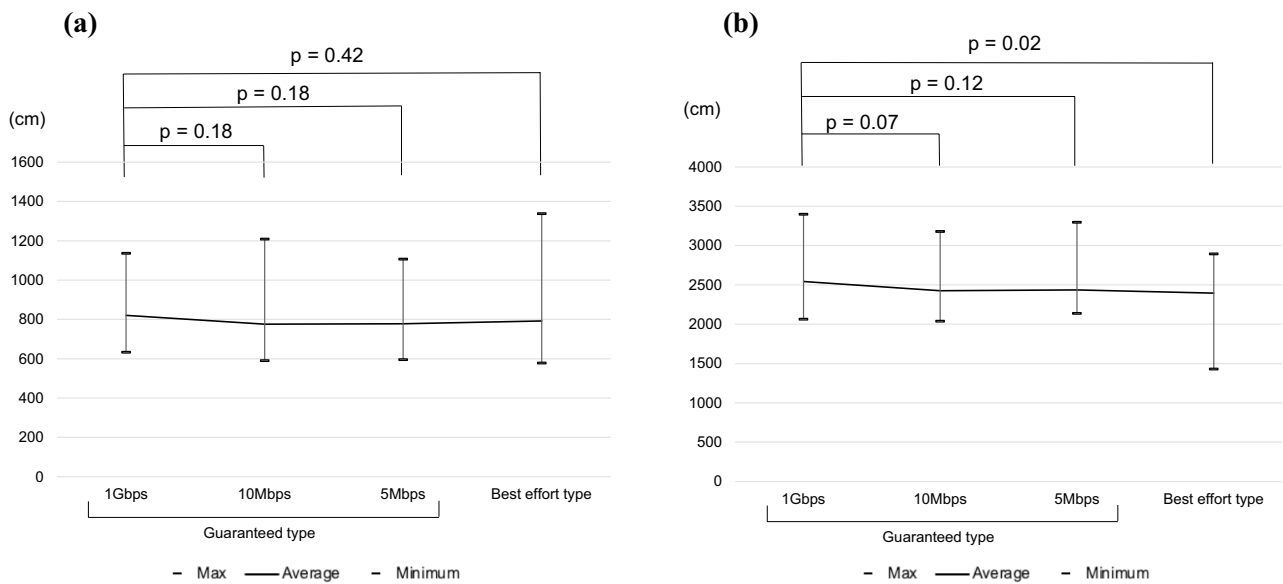 (a)
p = 0.42
p = 0.18
(cm)
p = 0.18
1600
1400
1200
1000
800
600
400
200
0
1Gbps 10Mbps 5Mbps Best effort type
Guaranteed type
Max Average Minimum
(b)
p = 0.02
p = 0.12
(cm)
p = 0.07
4000
3500
3000
2500
2000
1500
1000
500
0
1Gbps 10Mbps 5Mbps Best effort type
Guaranteed type
Max Average Minimum